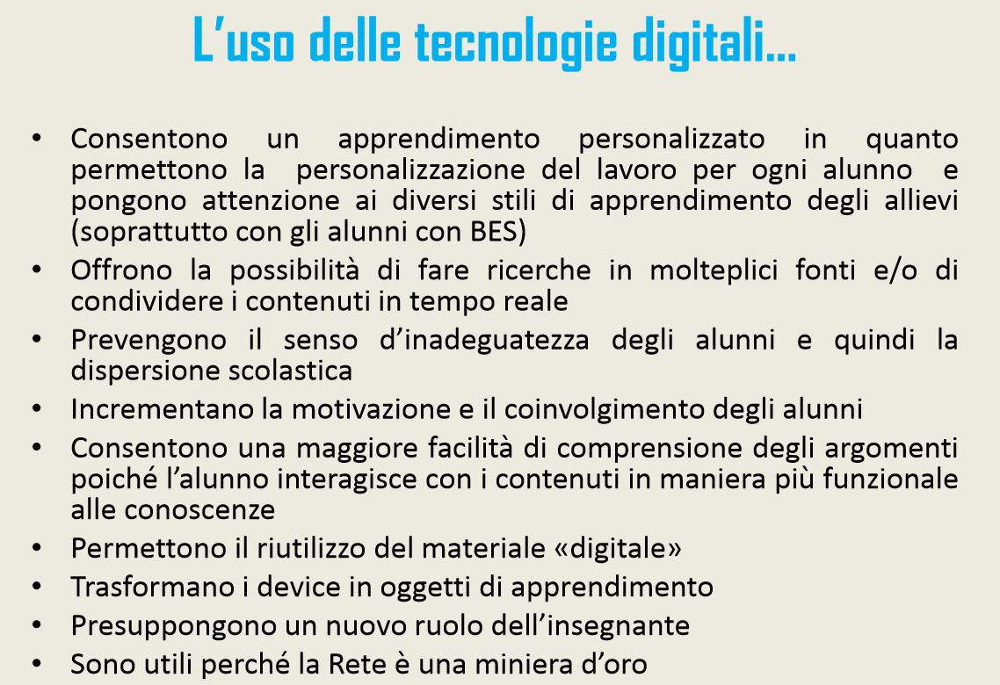 L’uso delle tecnologie digitali...
• Consentono un apprendimento personalizzato in quanto
permettono la personalizzazione del lavoro per ogni alunno e
pongono attenzione ai diversi stili di apprendimento degli allievi
(soprattutto con gli alunni con BES)
• Offrono la possibilità di fare ricerche in molteplici fonti e/o di
condividere i contenuti in tempo reale
• Prevengono il senso d’inadeguatezza degli alunni e quindi la
dispersione scolastica
• Incrementano la motivazione e il coinvolgimento degli alunni
• Consentono una maggiore facilità di comprensione degli argomenti
poiché l’alunno interagisce con i contenuti in maniera più funzionale
alle conoscenze
• Permettono il riutilizzo del materiale «digitale»
• Trasformano i device in oggetti di apprendimento
• Presuppongono un nuovo ruolo dell’insegnante
• Sono utili perché la Rete è una miniera d’oro